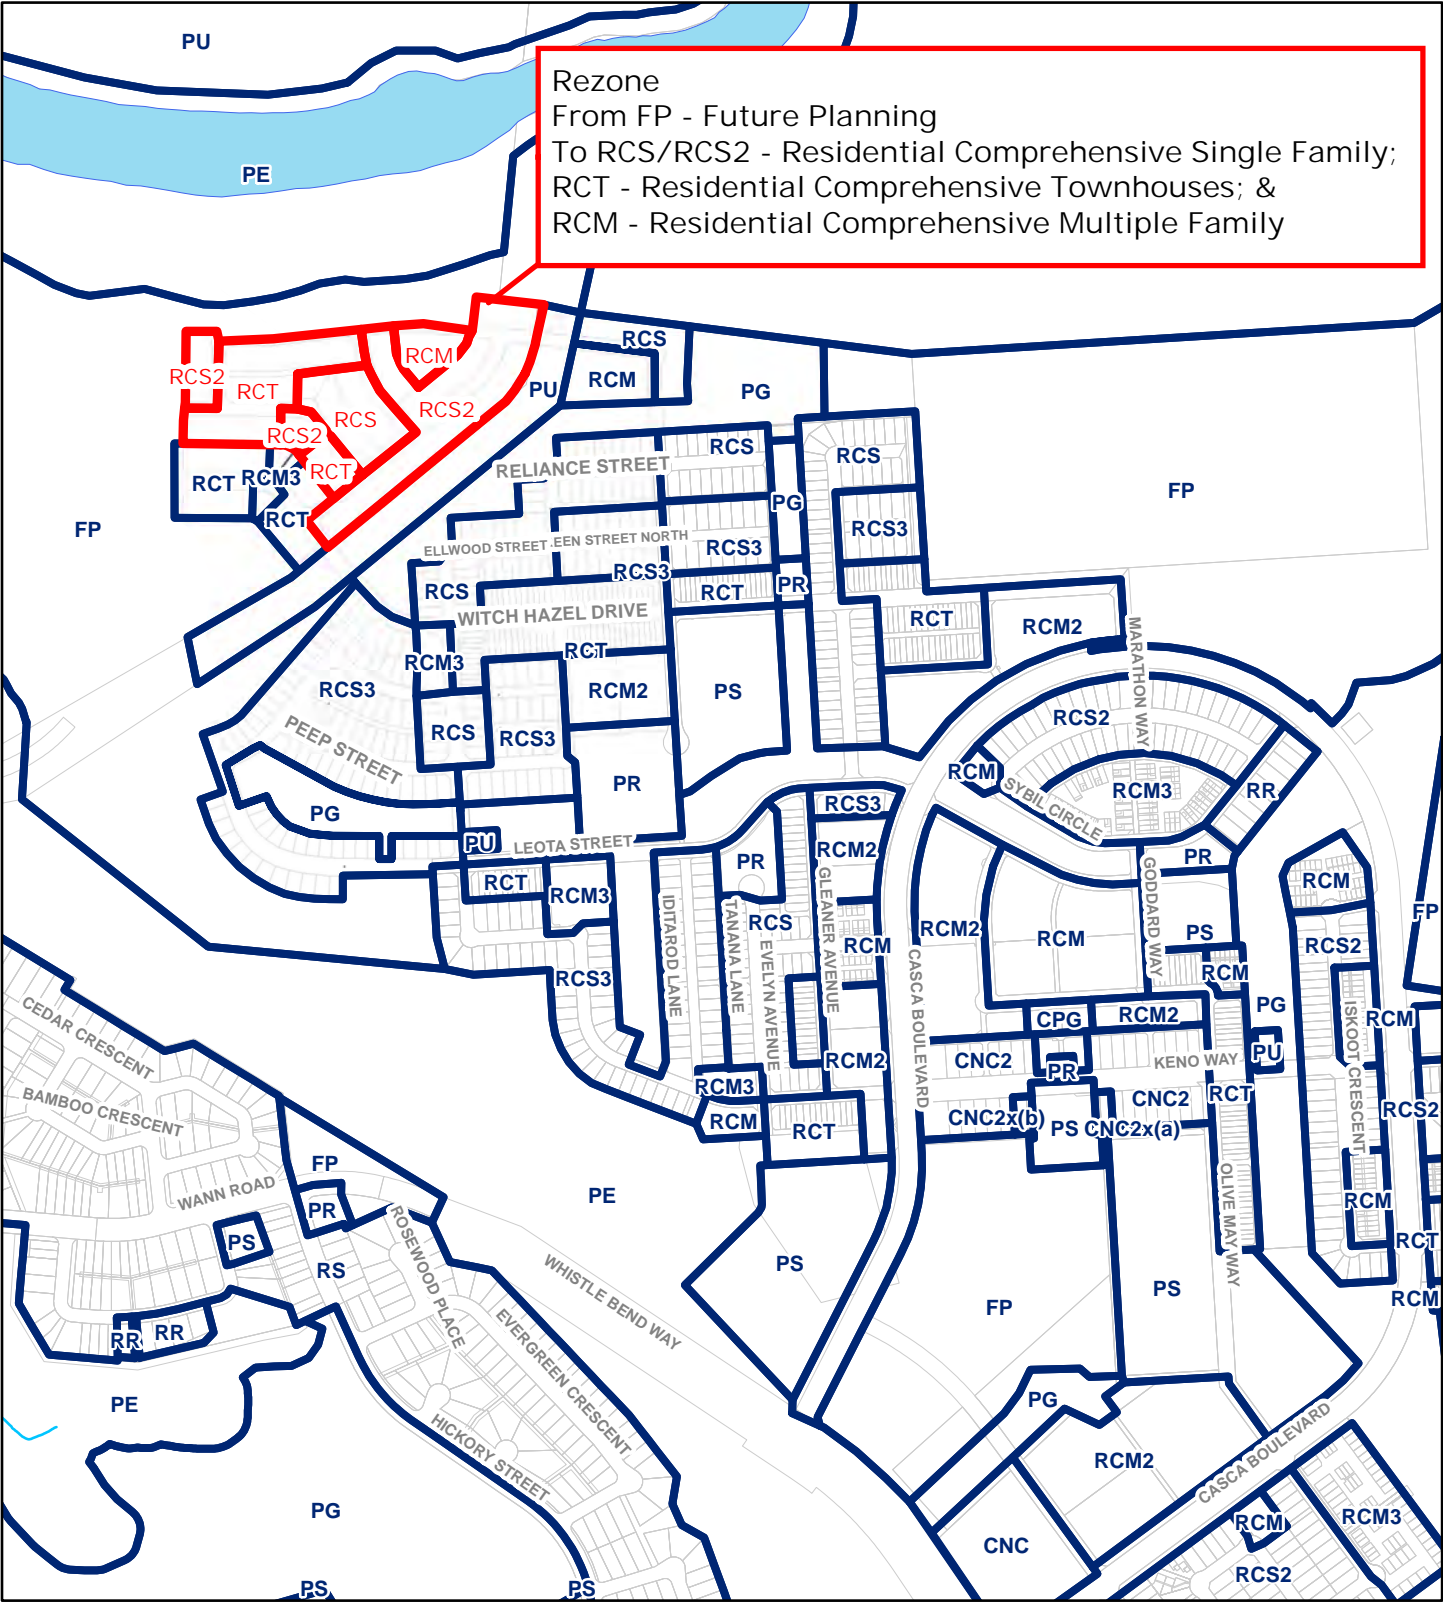 PU
Rezone
From FP - Future Planning
To RCS/RCS2 - Residential Comprehensive Single Family;
RCT - Residential Comprehensive Townhouses; &
RCM - Residential Comprehensive Multiple Family
PE
RCS
RCM
RCS2
RCT
RCM
PU
PG
RCS2
RCS
RCS2
RCT
RCS
RCS
RELIANCE STREET
RCT
RCM3
FP
PG
RCT
FP
RCS3
ELLWOOD STREET
EEN STREET NORTH
RCS3
RCS3
RCS
RCT
PR
WITCH HAZEL DRIVE
RCT
RCM2
MARATHON WAY
RCT
RCM3
RCS3
RCM2
PS
RCS2
PEEP STREET
RCS
RCS3
RCM
SYBIL CIRCLE
RCM3
RR
PR
PG
RCS3
PU
LEOTA STREET
RCM2
PR
PR
GODDARD WAY
RCT
RCM3
RCM
IDITAROD LANE
TANANA LANE
RCS
EVELYN AVENUE
GLEANER AVENUE
RCM
RCM2
RCM
PS
FP
RCS2
CASCA BOULEVARD
RCM
RCS3
PG
CPG
RCM2
ISKOOT CRESCENT
RCM
CEDAR CRESCENT
RCM2
CNC2
PR
KENO WAY
PU
RCM3
RCT
BAMBOO CRESCENT
RCM
RCT
CNC2x(b)
PS
CNC2x(a)
CNC2
RCS2
FP
WANN ROAD
PR
PE
OLIVE MAY WAY
RCM
PS
ROSEWOOD PLACE
RCT
RS
WHISTLE BEND WAY
PS
PS
RCM
FP
RR
RR
EVERGREEN CRESCENT
PE
PG
HICKORY STREET
RCM2
CASCA BOULEVARD
PG
RCM
RCM3
CNC
RCS2
PS
PS